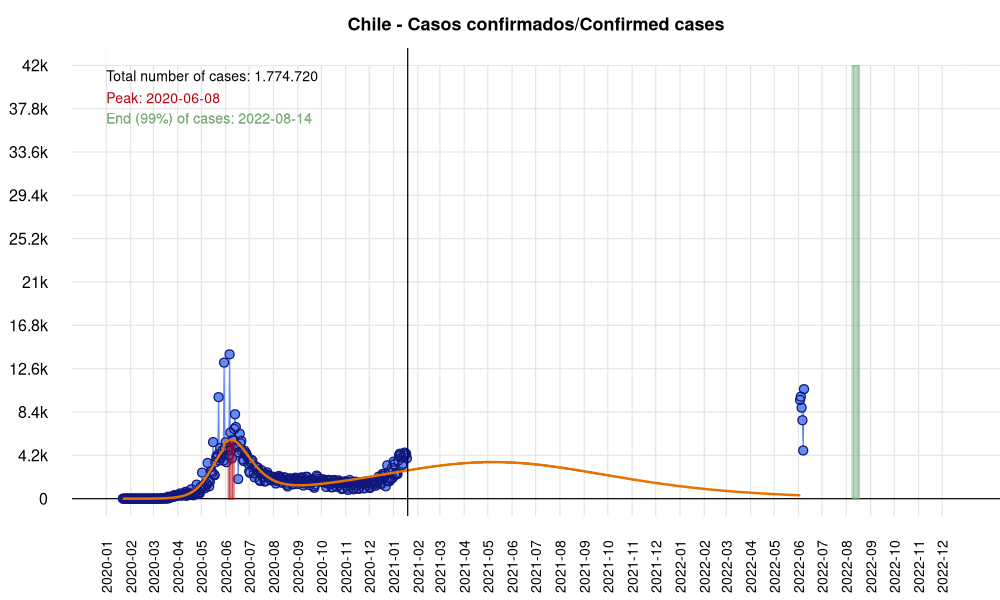 Chile - Casos confirmados/Confirmed cases
42k
Total number of cases: 1.774.720
Peak: 2020-06-08
End (99%) of cases: 2022-08-14
37.8k
33.6k
29.4k
25.2k
21k
16.8k
12.6k
8.4k
4.2k
0
2020-01
2020-02
2020-03
2020-04
2020-05
2020-06
2020-07
2020-08
2020-09
2020-10
2020-11
2020-12
2021-01
2021-03
2021-04
2021-05
2021-06
2021-07
2021-08
2021-09
2021-10
2021-11
2021-12
2022-01
2022-02
2022-03
2022-04
2022-05
2022-06
2022-07
2022-08
2022-09
2022-10
2022-11
2022-12